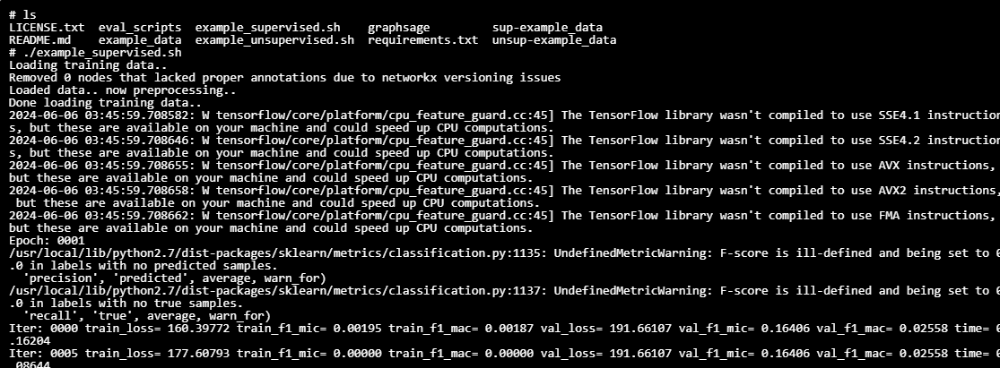 # ls
LICENSE.txt  eval_scripts  example_supervised.sh    graphsage         sup-example_data
README.md    example_data  example_unsupervised.sh  requirements.txt  unsup-example_data
# ./example_supervised.sh
Loading training data..
Removed 0 nodes that lacked proper annotations due to networkx versioning issues
Loaded data.. now preprocessing..
Done loading training data..
2024-06-06 03:45:59.708582: W tensorflow/core/platform/cpu_feature_guard.cc:45] The TensorFlow library wasn't compiled to use SSE4.1 instruction
s, but these are available on your machine and could speed up CPU computations.
2024-06-06 03:45:59.708646: W tensorflow/core/platform/cpu_feature_guard.cc:45] The TensorFlow library wasn't compiled to use SSE4.2 instruction
s, but these are available on your machine and could speed up CPU computations.
2024-06-06 03:45:59.708655: W tensorflow/core/platform/cpu_feature_guard.cc:45] The TensorFlow library wasn't compiled to use AVX instructions,
but these are available on your machine and could speed up CPU computations.
2024-06-06 03:45:59.708658: W tensorflow/core/platform/cpu_feature_guard.cc:45] The TensorFlow library wasn't compiled to use AVX2 instructions,
 but these are available on your machine and could speed up CPU computations.
2024-06-06 03:45:59.708662: W tensorflow/core/platform/cpu_feature_guard.cc:45] The TensorFlow library wasn't compiled to use FMA instructions,
but these are available on your machine and could speed up CPU computations.
Epoch: 0001
/usr/local/lib/python2.7/dist-packages/sklearn/metrics/classification.py:1135: UndefinedMetricWarning: F-score is ill-defined and being set to 0
.0 in labels with no predicted samples.
  'precision', 'predicted', average, warn_for)
/usr/local/lib/python2.7/dist-packages/sklearn/metrics/classification.py:1137: UndefinedMetricWarning: F-score is ill-defined and being set to 0
.0 in labels with no true samples.
  'recall', 'true', average, warn_for)
Iter: 0000 train_loss= 160.39772 train_f1_mic= 0.00195 train_f1_mac= 0.00187 val_loss= 191.66107 val_f1_mic= 0.16406 val_f1_mac= 0.02558 time= 0
.16204
Iter: 0005 train_loss= 177.60793 train_f1_mic= 0.00000 train_f1_mac= 0.00000 val_loss= 191.66107 val_f1_mic= 0.16406 val_f1_mac= 0.02558 time= 0
.08644